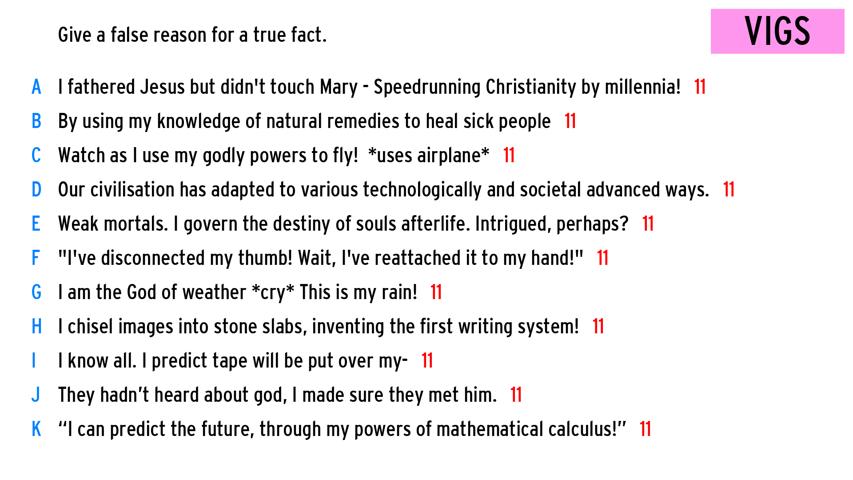 Give a false reason for a true fact.
VIGS
A I fathered Jesus but didn't touch Mary - Speedrunning Christianity by millennia! 11
B By using my knowledge of natural remedies to heal sick people 11
C Watch as I use my godly powers to fly! *uses airplane* 11
D Our civilisation has adapted to various technologically and societal advanced ways. 11
E Weak mortals. I govern the destiny of souls afterlife. Intrigued, perhaps? 11
F "I've disconnected my thumb! Wait, I've reattached it to my hand!" 11
G I am the God of weather *cry* This is my rain! 11
H I chisel images into stone slabs, inventing the first writing system! 11
I I know all. I predict tape will be put over my- 11
J They hadn’t heard about god, I made sure they met him. 11
K “I can predict the future, through my powers of mathematical calculus!” 11